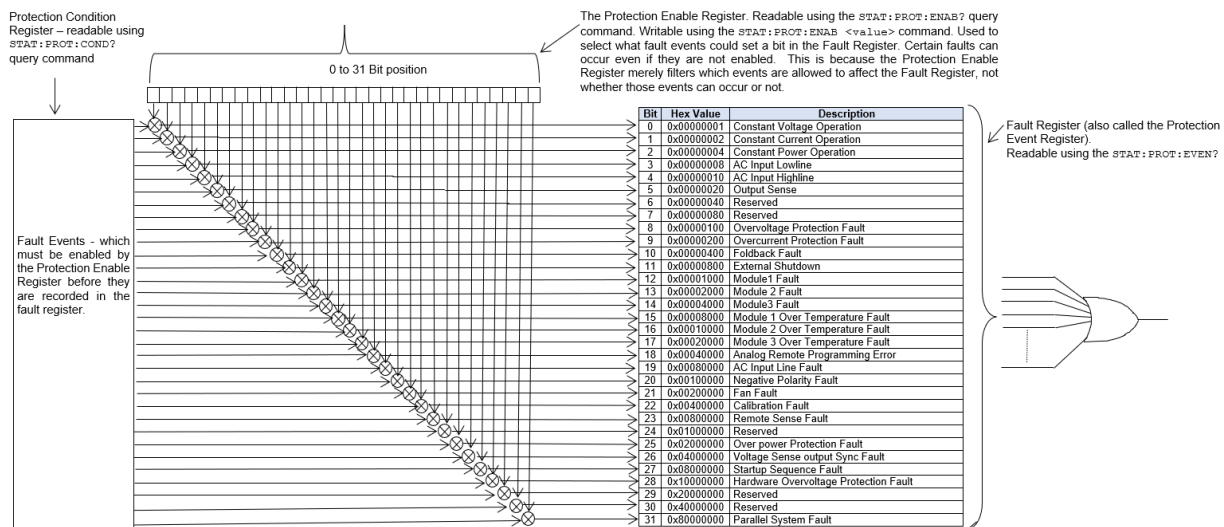 Protection Condition
Register – readable using
STAT:PROT:COND?
query command
The Protection Enable Register. Readable using the STAT:PROT:ENAB? query
command. Writable using the STAT:PROT:ENAB <value> command. Used to
select what fault events could set a bit in the Fault Register. Certain faults can
occur even if they are not enabled. This is because the Protection Enable
Register merely filters which events are allowed to affect the Fault Register, not
whether those events can occur or not.
0 to 31 Bit position
Fault Events - which
must be enabled by
the Protection Enable
Register before they
are recorded in the
fault register.
Bit Hex Value Description
0 0x00000001 Constant Voltage Operation
1 0x00000002 Constant Current Operation
2 0x00000004 Constant Power Operation
3 0x00000008 AC Input Lowline
4 0x00000010 AC Input Highline
5 0x00000020 Output Sense
6 0x00000040 Reserved
7 0x00000080 Reserved
8 0x00000100 Overvoltage Protection Fault
9 0x00000200 Overcurrent Protection Fault
10 0x00000400 Foldback Fault
11 0x00000800 External Shutdown
12 0x00001000 Module1 Fault
13 0x00002000 Module 2 Fault
14 0x00004000 Module3 Fault
15 0x00008000 Module 1 Over Temperature Fault
16 0x00010000 Module 2 Over Temperature Fault
17 0x00020000 Module 3 Over Temperature Fault
18 0x00040000 Analog Remote Programming Error
19 0x00080000 AC Input Line Fault
20 0x00100000 Negative Polarity Fault
21 0x00200000 Fan Fault
22 0x00400000 Calibration Fault
23 0x00800000 Remote Sense Fault
24 0x01000000 Reserved
25 0x02000000 Over power Protection Fault
26 0x04000000 Voltage Sense output Sync Fault
27 0x08000000 Startup Sequence Fault
28 0x10000000 Hardware Overvoltage Protection Fault
29 0x20000000 Reserved
30 0x40000000 Reserved
31 0x80000000 Parallel System Fault
Fault Register (also called the Protection
Event Register).
Readable using the STAT:PROT:EVEN?